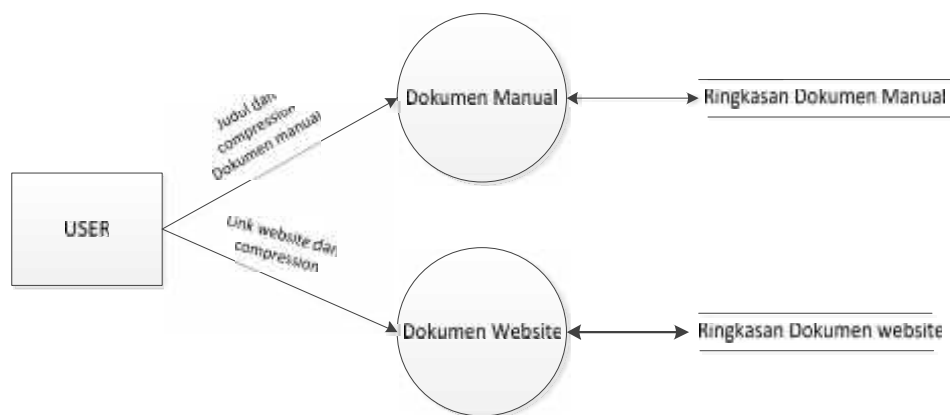 Judul dan
compression
Dokumen manual
Dokumen Manual
Ringkasan Dokumen Manual
USER
Link website dan
compression
Dokumen Website
Ringkasan Dokumen website